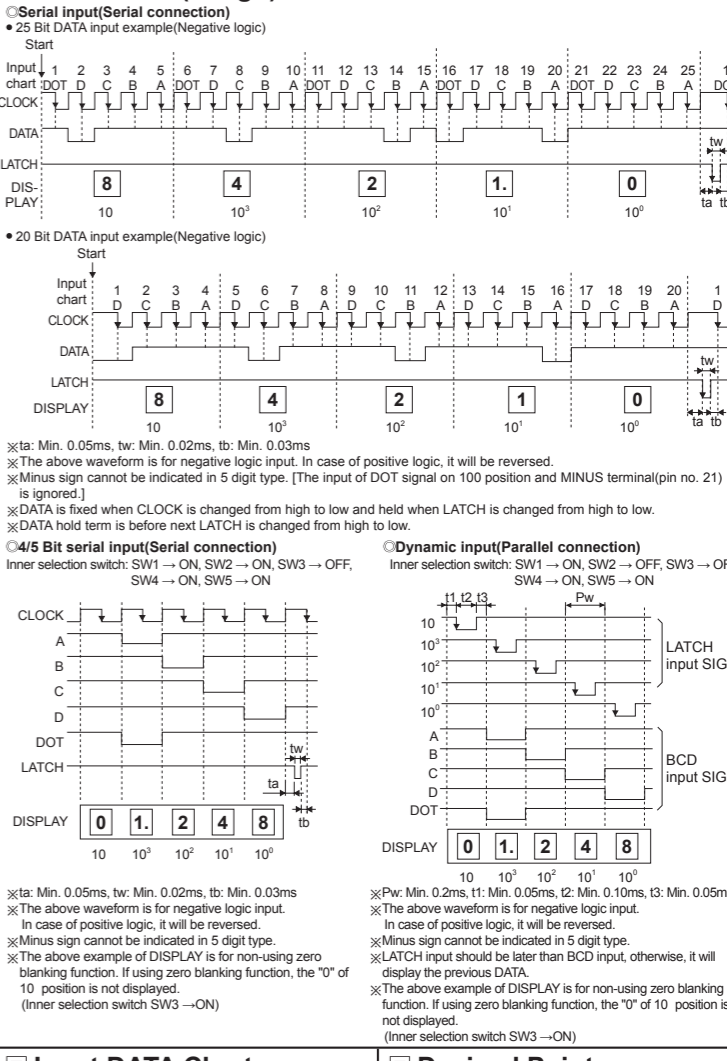 ◎Serial input(Serial connection)
● 25 Bit DATA input example(Negative logic)
Start
Input chart
1 2 3 4 5 6 7 8 9 10 11 12 13 14 15 16 17 18 19 20 21 22 23 24 25
DOT D C B A DOT D C B A DOT D C B A DOT D C B A DOT D C B A
CLOCK
DATA
tw
LATCH
ta tb
DIS-
PLAY
8 4 2 1. 0
10 10³ 10² 10¹ 10⁰
● 20 Bit DATA input example(Negative logic)
Start
Input
chart
1 2 3 4 5 6 7 8 9 10 11 12 13 14 15 16 17 18 19 20 1
D C B A D C B A D C B A D C B A D C B A D
CLOCK
DATA
tw
LATCH
ta tb
DISPLAY
8 4 2 1 0
10 10³ 10² 10¹ 10⁰
※ta: Min. 0.05ms, tw: Min. 0.02ms, tb: Min. 0.03ms
※The above waveform is for negative logic input. In case of positive logic, it will be reversed.
※Minus sign cannot be indicated in 5 digit type. [The input of DOT signal on 100 position and MINUS terminal(pin no. 21)
is ignored.]
※DATA is fixed when CLOCK is changed from high to low and held when LATCH is changed from high to low.
※DATA hold term is before next LATCH is changed from high to low.
◎4/5 Bit serial input(Serial connection)
Inner selection switch: SW1 → ON, SW2 → ON, SW3 → OFF,
SW4 → ON, SW5 → ON
CLOCK
A
B
C
D
DOT
LATCH
tw
ta
tb
DISPLAY 0 1. 2 4 8
10 10³ 10² 10¹ 10⁰
※ta: Min. 0.05ms, tw: Min. 0.02ms, tb: Min. 0.03ms
※The above waveform is for negative logic input.
In case of positive logic, it will be reversed.
※Minus sign cannot be indicated in 5 digit type.
※The above example of DISPLAY is for non-using zero
blanking function. If using zero blanking function, the "0" of
10 position is not displayed.
(Inner selection switch SW3 →ON)
◎Dynamic input(Parallel connection)
Inner selection switch: SW1 → ON, SW2 → OFF, SW3 →
SW4 → ON, SW5 → ON
t1 t2 t3 Pw
10
10³
10²
10¹
10⁰
LATCH
input SIG
A
B
C
D
DOT
BCD
input SIG
DISPLAY 0 1. 2 4 8
10 10³ 10² 10¹ 10⁰
※Pw: Min. 0.2ms, t1: Min. 0.05ms, t2: Min. 0.10ms, t3: Min. 0.05m
※The above waveform is for negative logic input.
In case of positive logic, it will be reversed.
※Minus sign cannot be indicated in 5 digit type.
※LATCH input should be later than BCD input, otherwise, it will
display the previous DATA.
※The above example of DISPLAY is for non-using zero blanking
function. If using zero blanking function, the "0" of 10 position is
not displayed.
(Inner selection switch SW3 →ON)